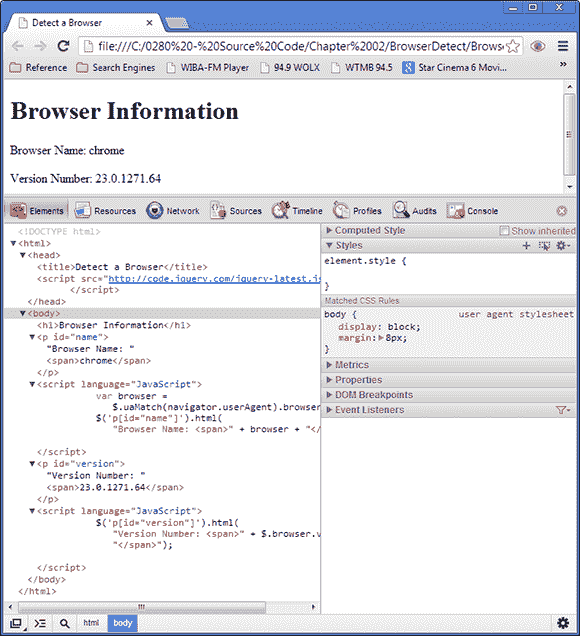 Detect a Browser
file:///C:/0280%20-%20Source%20Code/Chapter%2002/BrowserDetect/Brows
Reference Search Engines WIBA-FM Player 94.9 WOLX WTMB 94.5 Star Cinema 6 Movi... »
Browser Information
Browser Name: chrome
Version Number: 23.0.1271.64
Elements Resources Network Sources Timeline Profiles Audits Console
<!DOCTYPE html>
<html>
<head>
<title>Detect a Browser</title>
<script src="http://code.jquery.com/jquery-latest.js
</script>
</head>
<body>
<h1>Browser Information</h1>
<p id="name">
"Browser Name: "
<span>chrome</span>
</p>
<script language="JavaScript">
var browser =
$.uaMatch(navigator.userAgent).browser
$('p[id="name"]').html(
"Browser Name: <span>" + browser + "</
</script>
<p id="version">
"Version Number: "
<span>23.0.1271.64</span>
</p>
<script language="JavaScript">
$('p[id="version"]').html(
"Version Number: <span>" + $.browser.v
"</span>");
</script>
</body>
</html>
Computed Style Show inherited
Styles
element.style {
}
Matched CSS Rules
body { user agent stylesheet
display: block;
margin: 8px;
}
Metrics
Properties
DOM Breakpoints
Event Listeners
html body